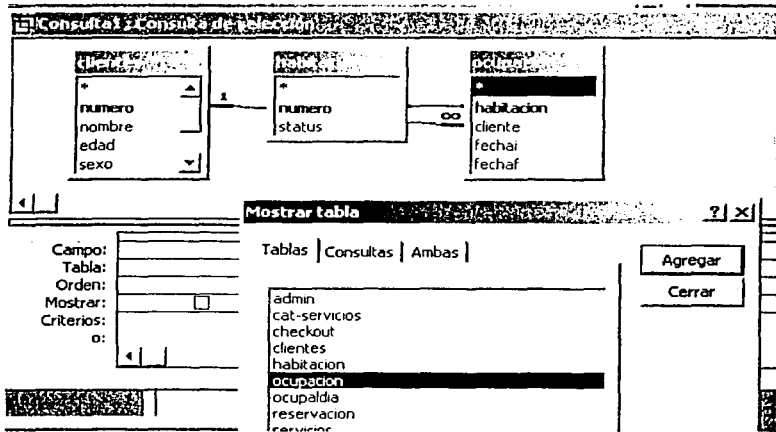 Consulta1 : Consulta de selección
*
numero
nombre
edad
sexo
1
*
numero
status
∞
*
habitacion
cliente
fechai
fechaf
Mostrar tabla
Tablas
Consultas
Ambas
Agregar
Cerrar
admin
cat-servicios
checkout
clientes
habitacion
ocupacion
ocupaldia
reservacion
servicios
Campo:
Tabla:
Orden:
Mostrar:
Criterios:
o: